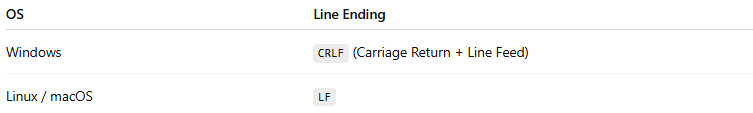 OS Line Ending
Windows CRLF (Carriage Return + Line Feed)
Linux / macOS LF